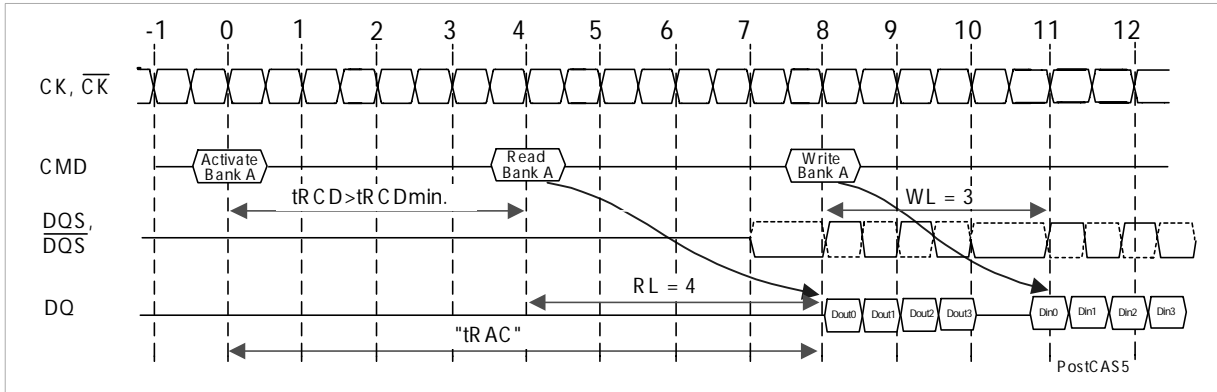 -1 0 1 2 3 4 5 6 7 8 9 10 11 12
CK, CK
CMD
Activate
Bank A
Read
Bank A
Write
Bank A
tRCD>tRCDmin.
WL = 3
DQS,
DQS
RL = 4
DQ
Dout0 Dout1 Dout2 Dout3 Din0 Din1 Din2 Din3
"tRAC"
PostCAS5